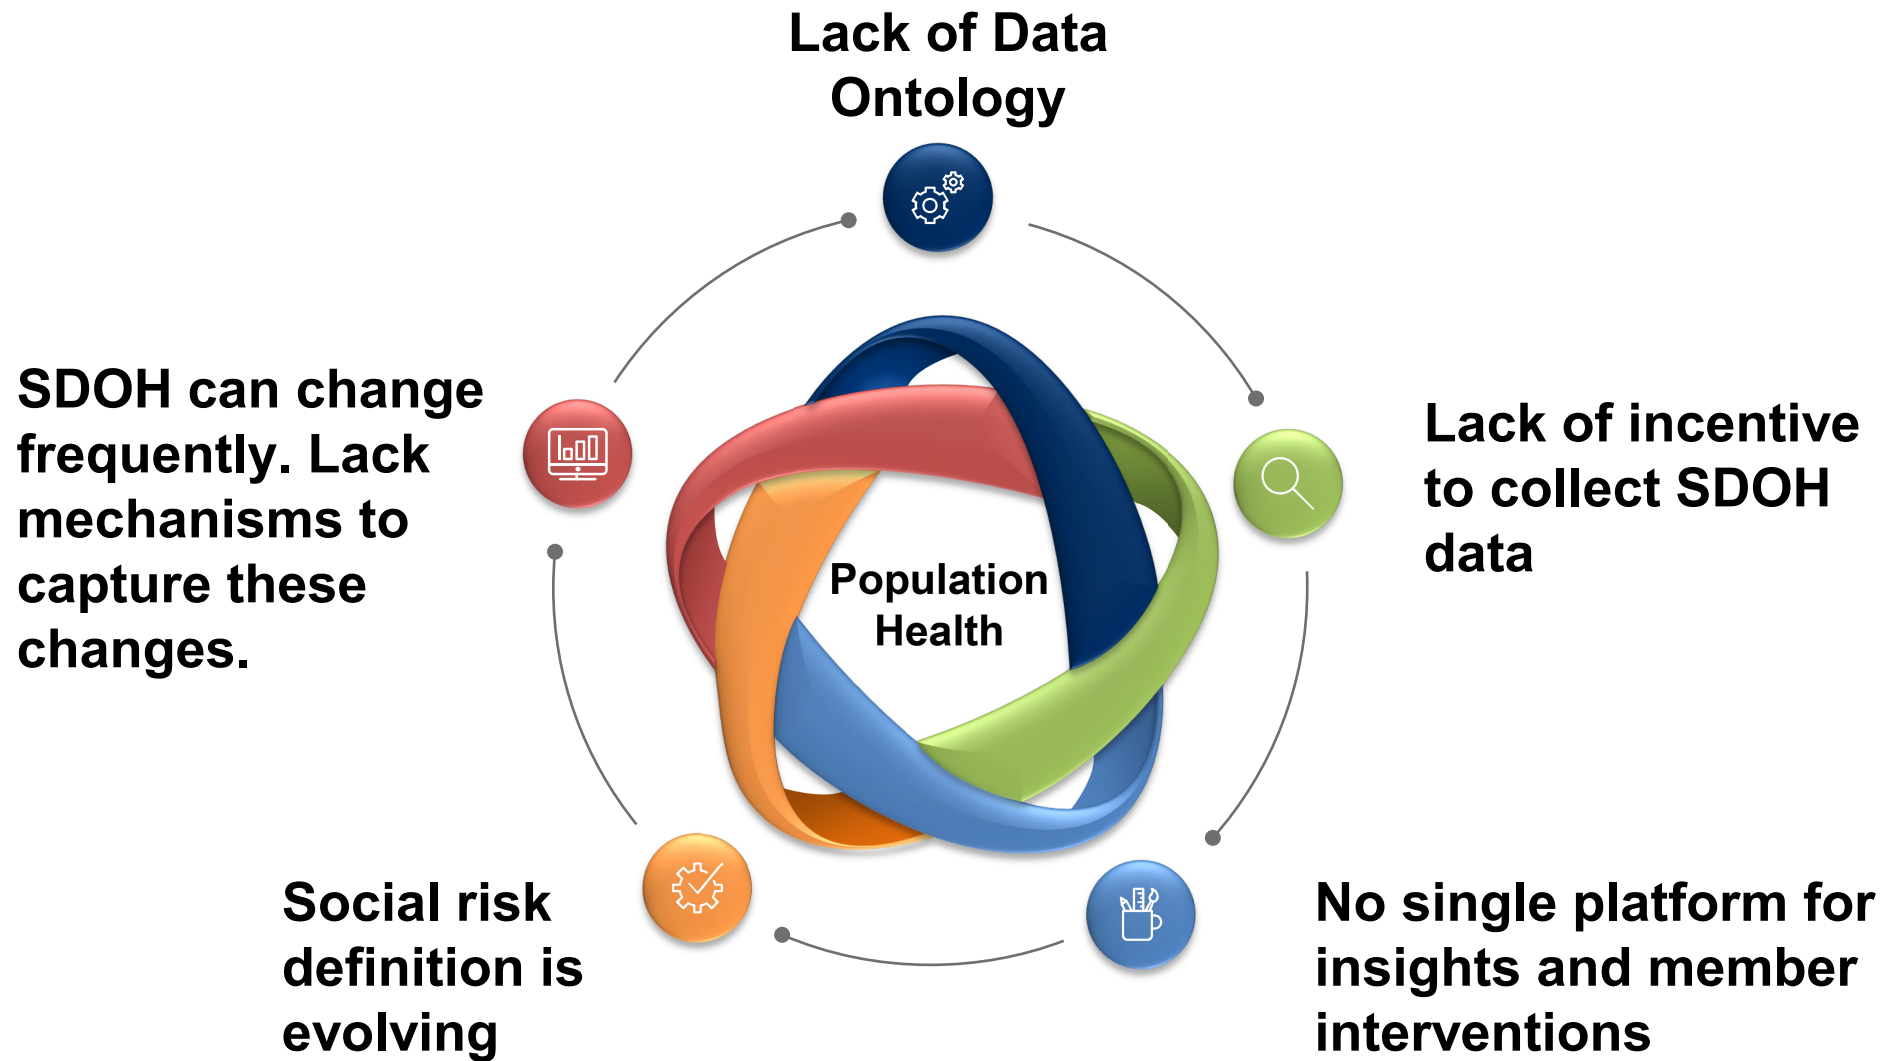 Lack of Data
Ontology
SDOH can change
frequently. Lack
mechanisms to
capture these
changes.
Lack of incentive
to collect SDOH
data
Population
Health
Social risk
definition is
evolving
No single platform for
insights and member
interventions